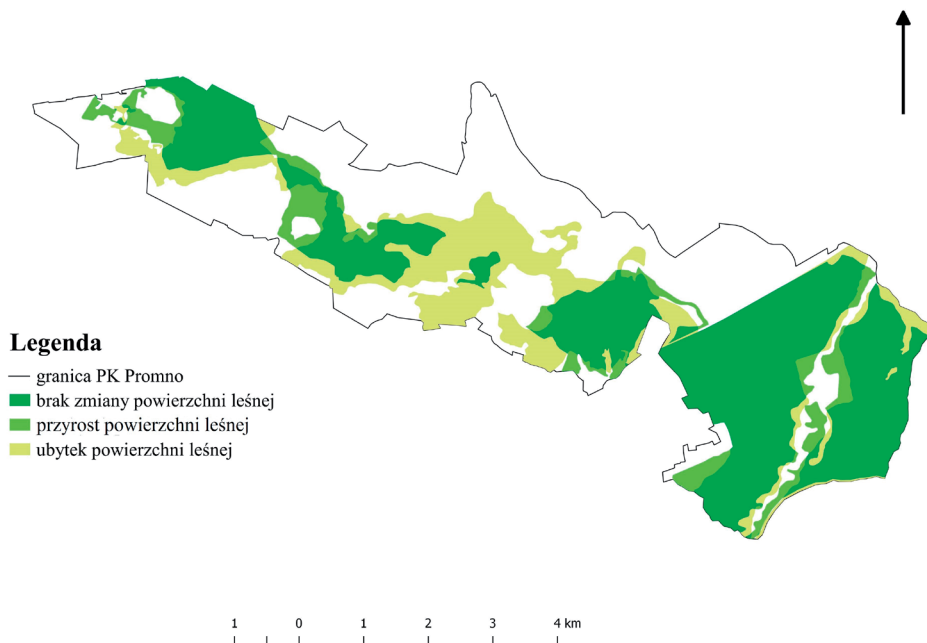 Legenda
granica PK Promno
brak zmiany powierzchni leśnej
przyrost powierzchni leśnej
ubytek powierzchni leśnej
1 0 1 2 3 4 km